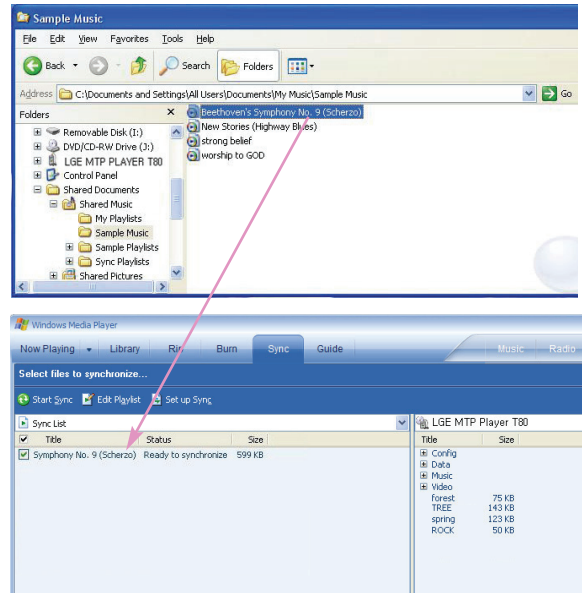 Sample Music
File Edit View Favorites Tools Help
Back Search Folders
Address C:\Documents and Settings\All Users\Documents\My Music\Sample Music Go
Folders
Removable Disk (I:)
DVD/CD-RW Drive (J:)
LGE MTP PLAYER T80
Control Panel
Shared Documents
Shared Music
My Playlists
Sample Music
Sample Playlists
Sync Playlists
Shared Pictures
Beethoven's Symphony No. 9 (Scherzo)
New Stories (Highway Blues)
strong belief
worship to GOD
Windows Media Player
Now Playing Library Rip Burn Sync Guide Music Radio
Select files to synchronize...
Start Sync Edit Playlist Set up Sync
Sync List
Title Status Size
Symphony No. 9 (Scherzo) Ready to synchronize 599 KB
LGE MTP Player T80
Title Size
Config
Data
Music
Video
forest 75 KB
TREE 143 KB
spring 123 KB
ROCK 50 KB